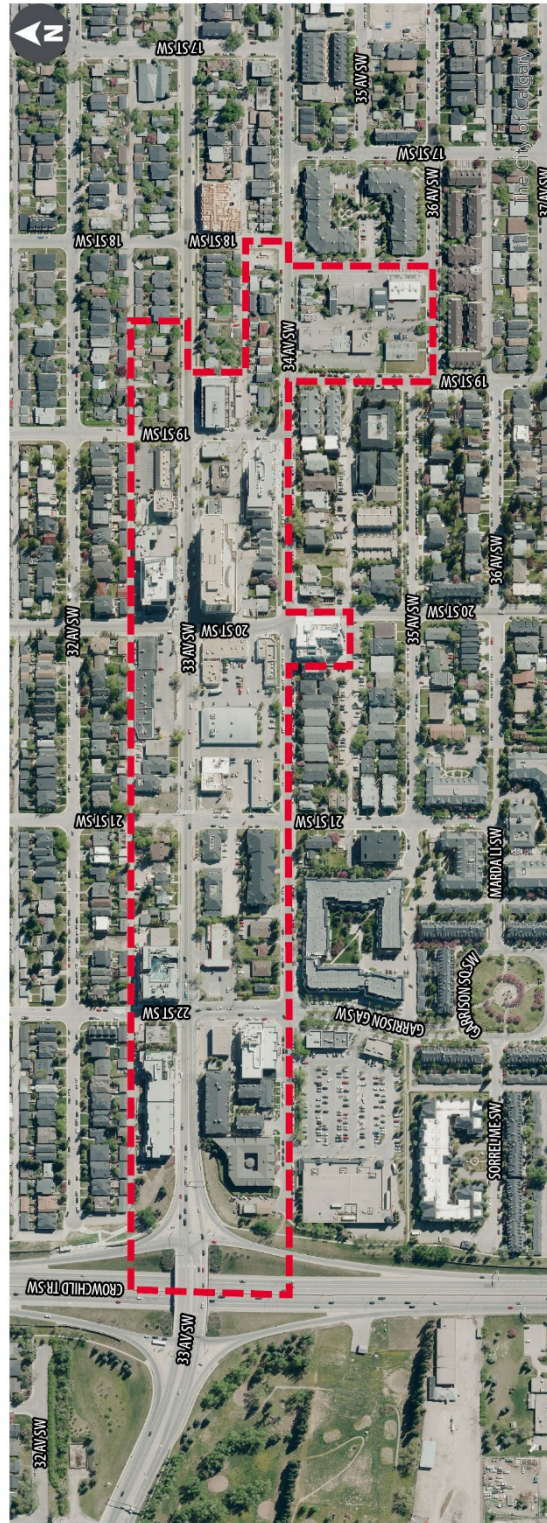 N
17 ST SW
35 AV SW
17 ST SW
36 AV SW
The City of Calgary
18 ST SW
18 ST SW
37 AV SW
34 AV SW
19 ST SW
19 ST SW
32 AV SW
33 AV SW
20 ST SW
20 ST SW
35 AV SW
36 AV SW
21 ST SW
21 ST SW
MARDA LI SW
GARRISON SQ SW
22 ST SW
GARRISON GA SW
SORREL ME SW
CROWCHILD TR SW
33 AV SW
32 AV SW